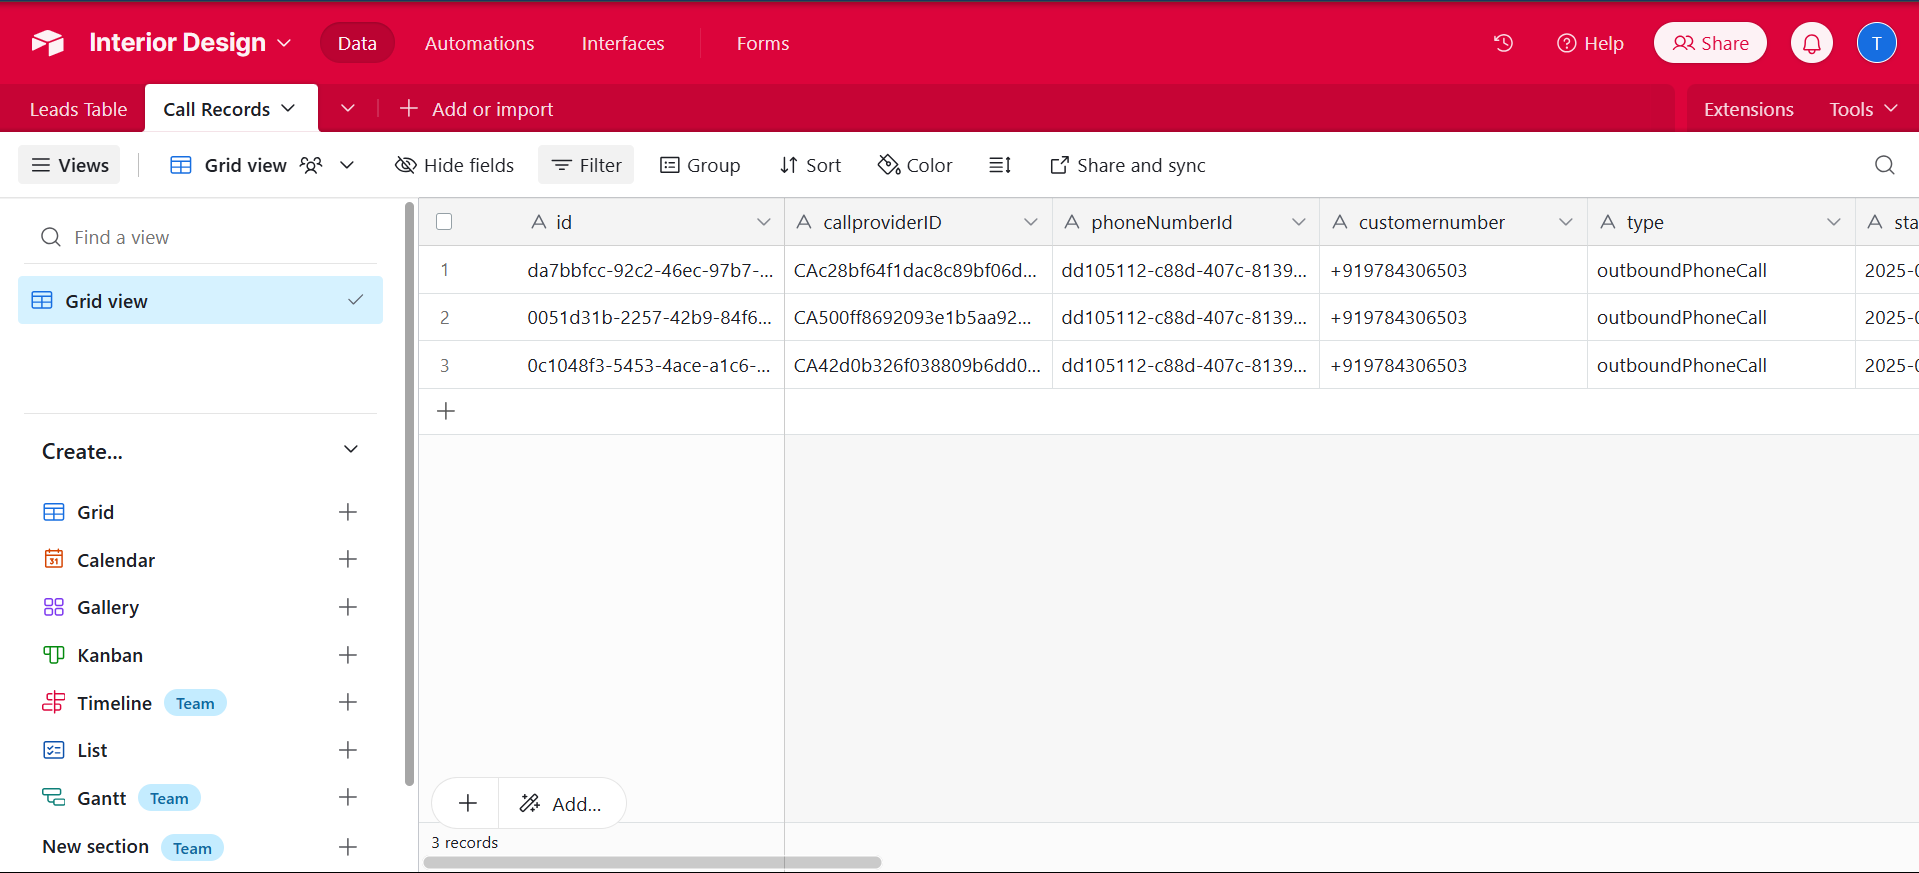 Interior Design
Data
Automations
Interfaces
Forms
Help
Share
T
Leads Table
Call Records
Add or import
Extensions
Tools
Views
Grid view
Hide fields
Filter
Group
Sort
Color
Share and sync
Find a view
Grid view
Create...
Grid
Calendar
Gallery
Kanban
Timeline Team
List
Gantt Team
New section Team
id callproviderID phoneNumberId customernumber type sta
1 da7bbfcc-92c2-46ec-97b7-... CAc28bf64f1dac8c89bf06d... dd105112-c88d-407c-8139... +919784306503 outboundPhoneCall 2025-0
2 0051d31b-2257-42b9-84f6... CA500ff8692093e1b5aa92... dd105112-c88d-407c-8139... +919784306503 outboundPhoneCall 2025-0
3 0c1048f3-5453-4ace-a1c6-... CA42d0b326f038809b6dd0... dd105112-c88d-407c-8139... +919784306503 outboundPhoneCall 2025-0
Add...
3 records